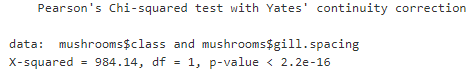 Pearson's Chi-squared test with Yates' continuity correction
data:  mushrooms$class and mushrooms$gill.spacing
X-squared = 984.14, df = 1, p-value < 2.2e-16